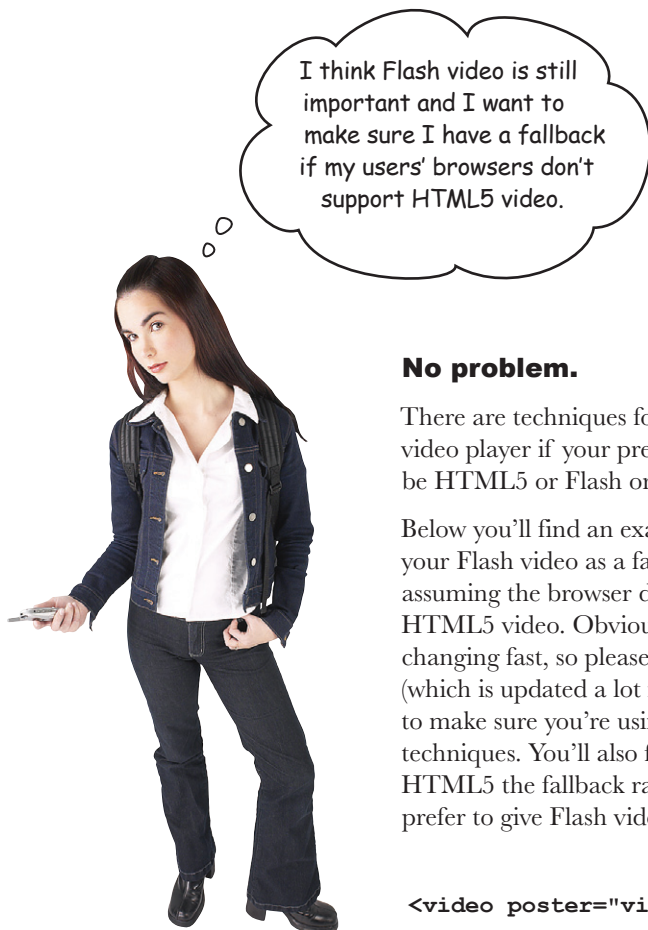 I think Flash video is still
important and I want to
make sure I have a fallback
if my users’ browsers don’t
support HTML5 video.
No problem.
There are techniques fo
video player if your pre
be HTML5 or Flash or
Below you’ll find an exa
your Flash video as a fa
assuming the browser d
HTML5 video. Obviou
changing fast, so please
(which is updated a lot
to make sure you’re usi
techniques. You’ll also f
HTML5 the fallback ra
prefer to give Flash vide
<video poster="vi